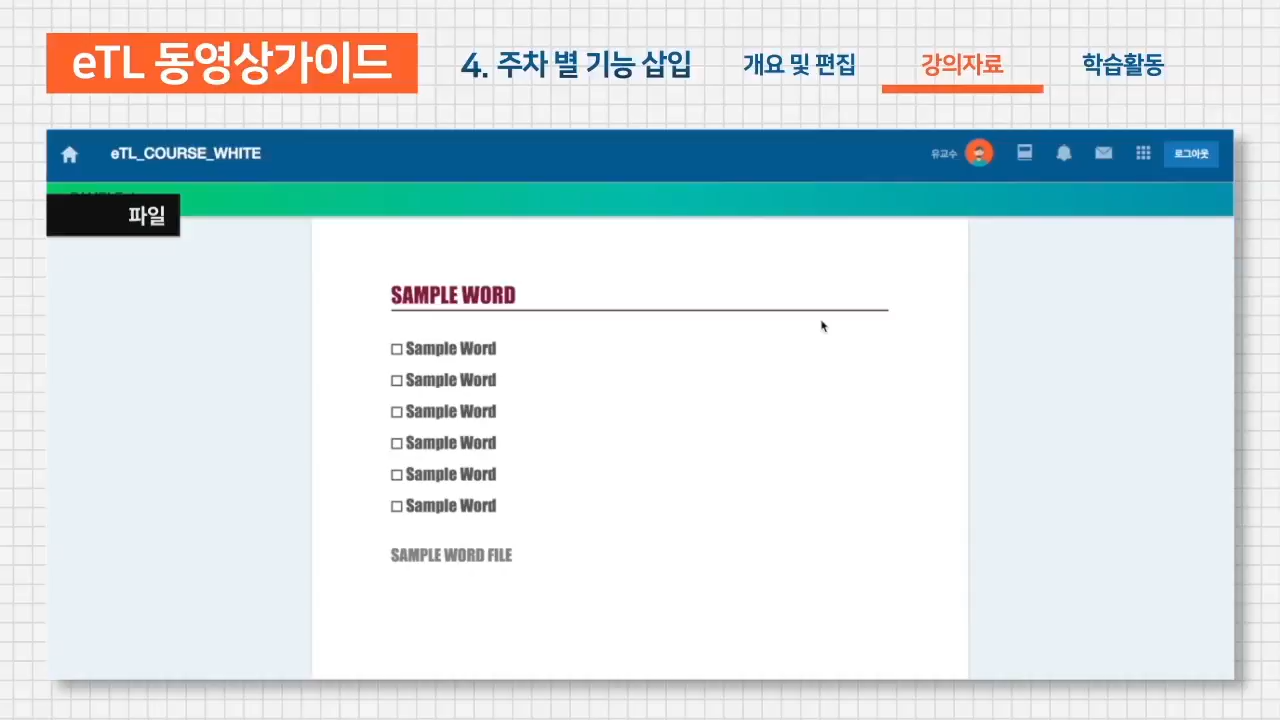 eTL 동영상가이드
4. 주차 별 기능 삽입
개요 및 편집
강의자료
학습활동
eTL_COURSE_WHITE
유교수
로그아웃
파일
SAMPLE WORD
□ Sample Word
□ Sample Word
□ Sample Word
□ Sample Word
□ Sample Word
□ Sample Word
SAMPLE WORD FILE